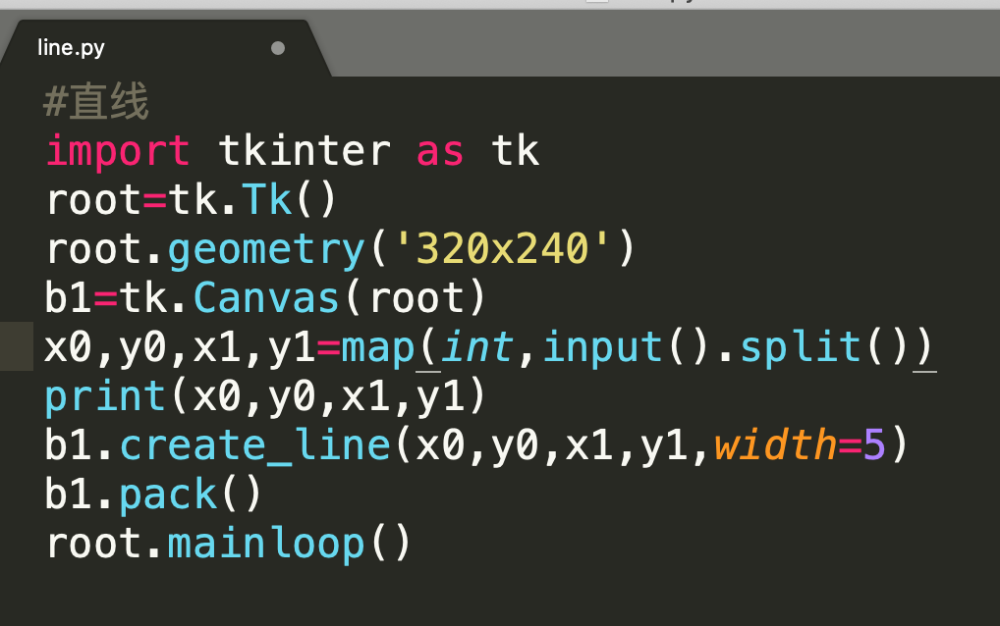 line.py
#直线
import tkinter as tk
root=tk.Tk()
root.geometry('320x240')
b1=tk.Canvas(root)
x0,y0,x1,y1=map(int,input().split())
print(x0,y0,x1,y1)
b1.create_line(x0,y0,x1,y1,width=5)
b1.pack()
root.mainloop()